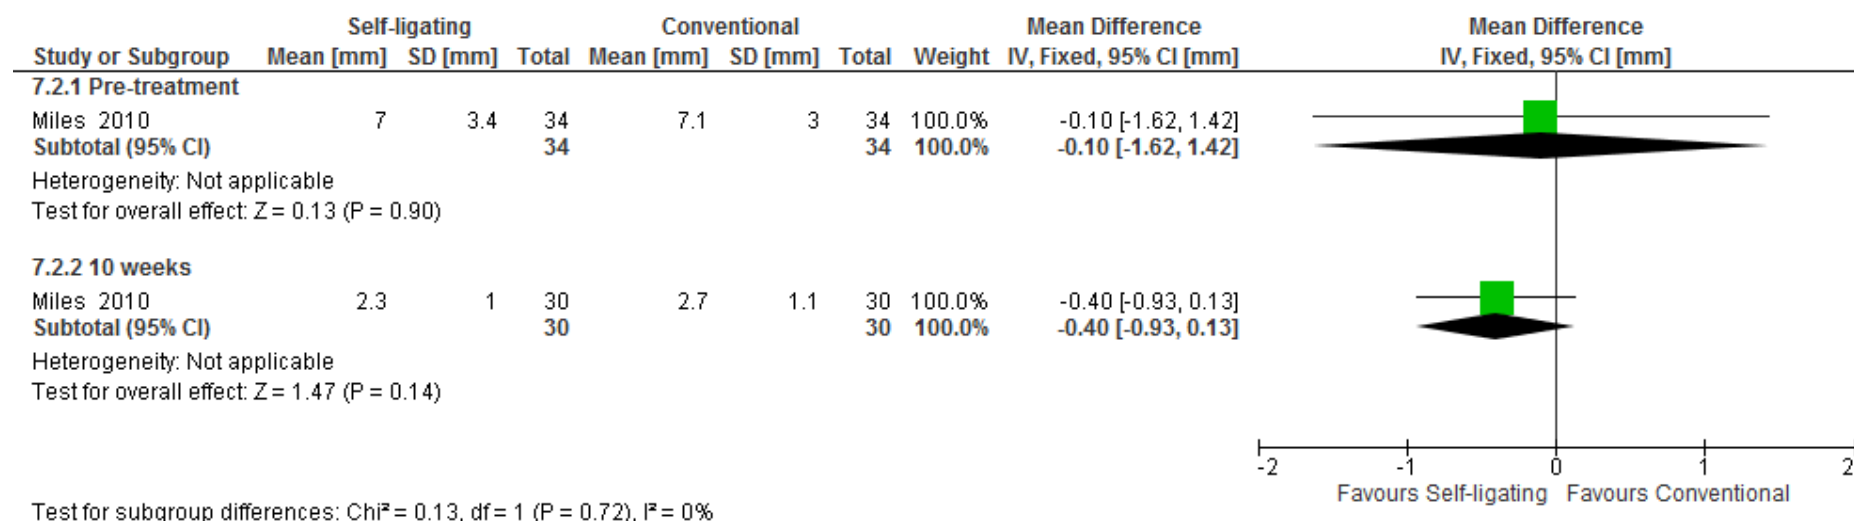 Self-ligating Conventional Mean Difference Mean Difference
Study or Subgroup Mean [mm] SD [mm] Total Mean [mm] SD [mm] Total Weight IV, Fixed, 95% CI [mm] IV, Fixed, 95% CI [mm]
7.2.1 Pre-treatment
Miles 2010 7 3.4 34 7.1 3 34 100.0% -0.10 [-1.62, 1.42]
Subtotal (95% CI) 34 34 100.0% -0.10 [-1.62, 1.42]
Heterogeneity: Not applicable
Test for overall effect: Z = 0.13 (P = 0.90)
7.2.2 10 weeks
Miles 2010 2.3 1 30 2.7 1.1 30 100.0% -0.40 [-0.93, 0.13]
Subtotal (95% CI) 30 30 100.0% -0.40 [-0.93, 0.13]
Heterogeneity: Not applicable
Test for overall effect: Z = 1.47 (P = 0.14)
-2 -1 0 1 2
Favours Self-ligating Favours Conventional
Test for subgroup differences: Chi² = 0.13, df = 1 (P = 0.72), I² = 0%